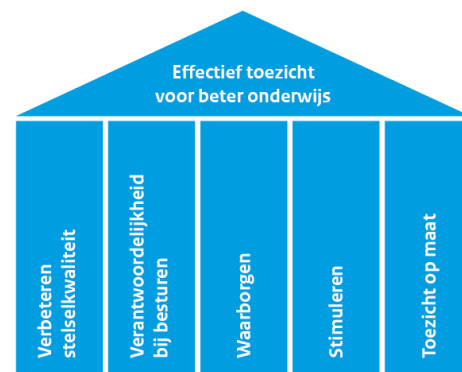 Effectief toezicht
voor beter onderwijs
Verbeteren
stelselkwaliteit
Verantwoordelijkheid
bij besturen
Waarborgen
Stimuleren
Toezicht op maat